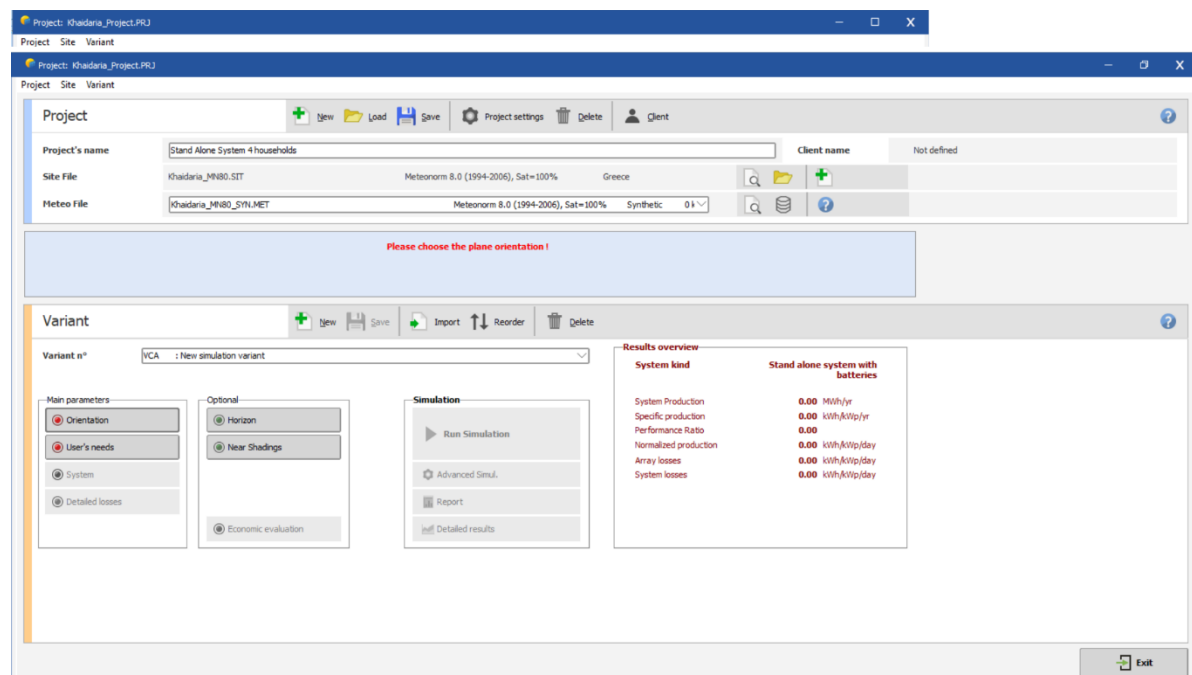 Project: Khaidaria_Project.PRJ
Project Site Variant
Project: Khaidaria_Project.PRJ
Project Site Variant
Project New Load Save Project settings Delete Client
Project's name Stand Alone System 4 households Client name Not defined
Site File Khaidaria_MN80.SIT Meteonorm 8.0 (1994-2006), Sat=100% Greece
Meteo File Khaidaria_MN80_SYN.MET Meteonorm 8.0 (1994-2006), Sat=100% Synthetic 0 k
Please choose the plane orientation !
Variant New Save Import Reorder Delete
Variant n° VCA : New simulation variant
Main parameters
Orientation
User's needs
System
Detailed losses
Optional
Horizon
Near Shadings
Economic evaluation
Simulation
Run Simulation
Advanced Simul.
Report
Detailed results
Results overview
System kind Stand alone system with
batteries
System Production 0.00 MWh/yr
Specific production 0.00 kWh/kWp/yr
Performance Ratio 0.00
Normalized production 0.00 kWh/kWp/day
Array losses 0.00 kWh/kWp/day
System losses 0.00 kWh/kWp/day
Exit